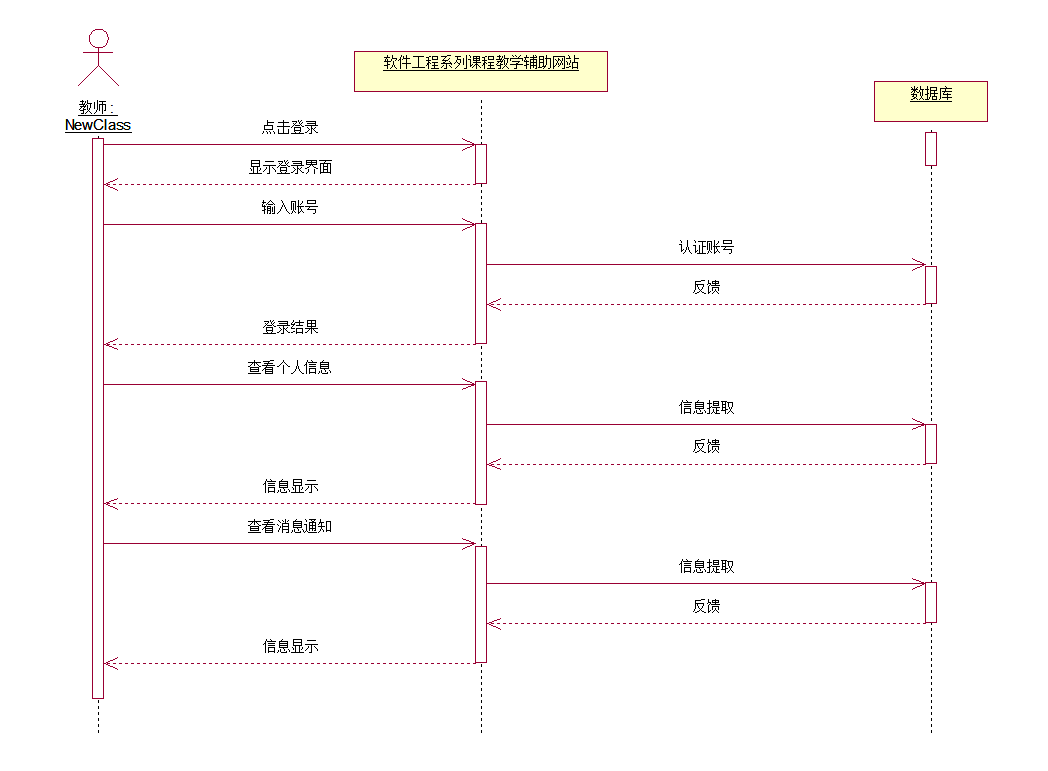 软件工程系列课程教学辅助网站
数据库
教师：
NewClass
点击登录
显示登录界面
输入账号
认证账号
反馈
登录结果
查看个人信息
信息提取
反馈
信息显示
查看消息通知
信息提取
反馈
信息显示